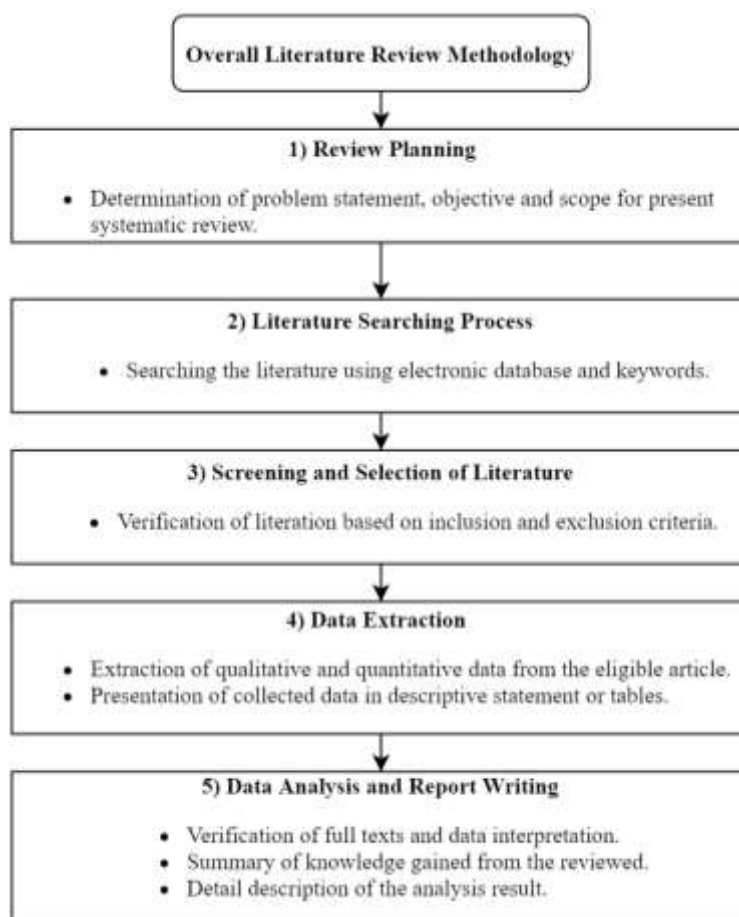 Overall Literature Review Methodology
1) Review Planning
• Determination of problem statement, objective and scope for present
systematic review.
2) Literature Searching Process
• Searching the literature using electronic database and keywords.
3) Screening and Selection of Literature
• Verification of literation based on inclusion and exclusion criteria.
4) Data Extraction
• Extraction of qualitative and quantitative data from the eligible article.
• Presentation of collected data in descriptive statement or tables.
5) Data Analysis and Report Writing
• Verification of full texts and data interpretation.
• Summary of knowledge gained from the reviewed.
• Detail description of the analysis result.